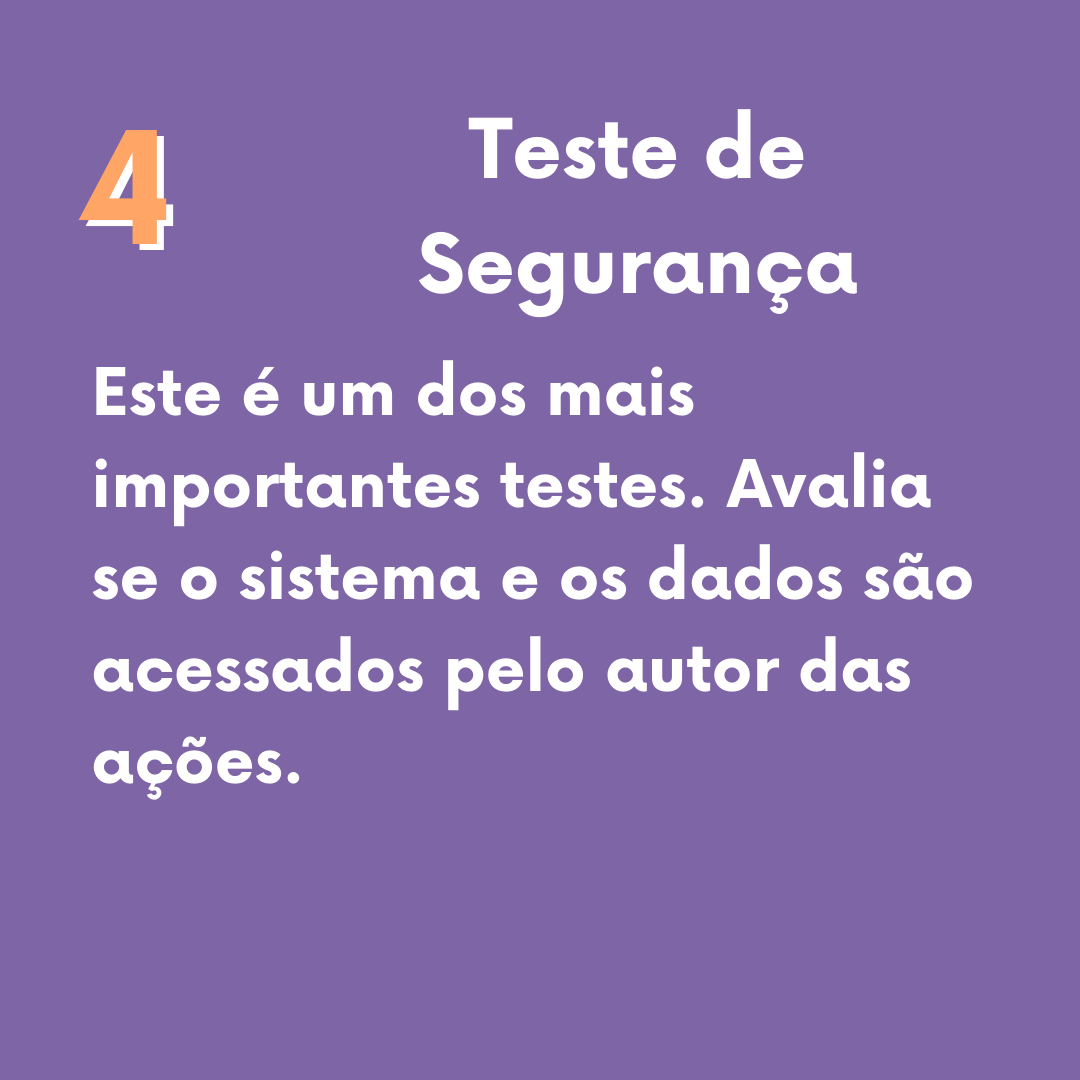 4
Teste de
Segurança
Este é um dos mais
importantes testes. Avalia
se o sistema e os dados são
acessados pelo autor das
ações.